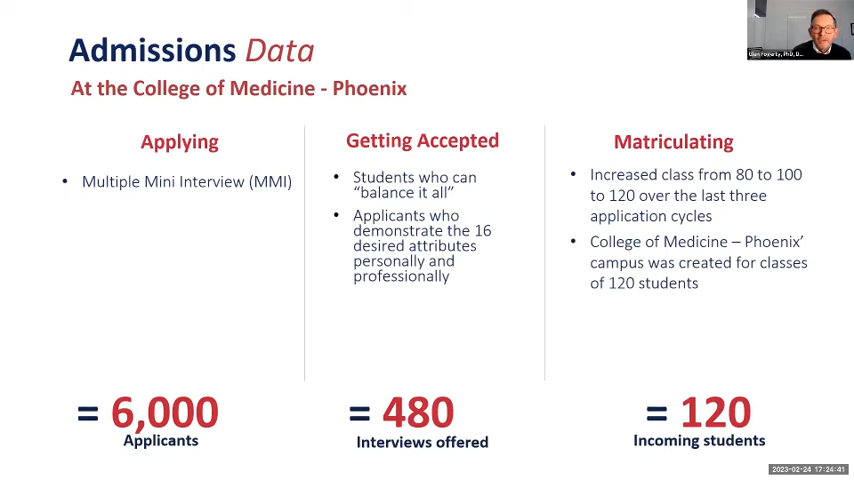 Admissions Data
At the College of Medicine - Phoenix
Applying
• Multiple Mini Interview (MMI)
= 6,000
Applicants
Getting Accepted
• Students who can
“balance it all”
• Applicants who
demonstrate the 16
desired attributes
personally and
professionally
= 480
Interviews offered
Matriculating
• Increased class from 80 to 100
to 120 over the last three
application cycles
• College of Medicine – Phoenix’
campus was created for classes
of 120 students
= 120
Incoming students
Glen Fogerty, PhD, D...
2023-02-24 17:24:41